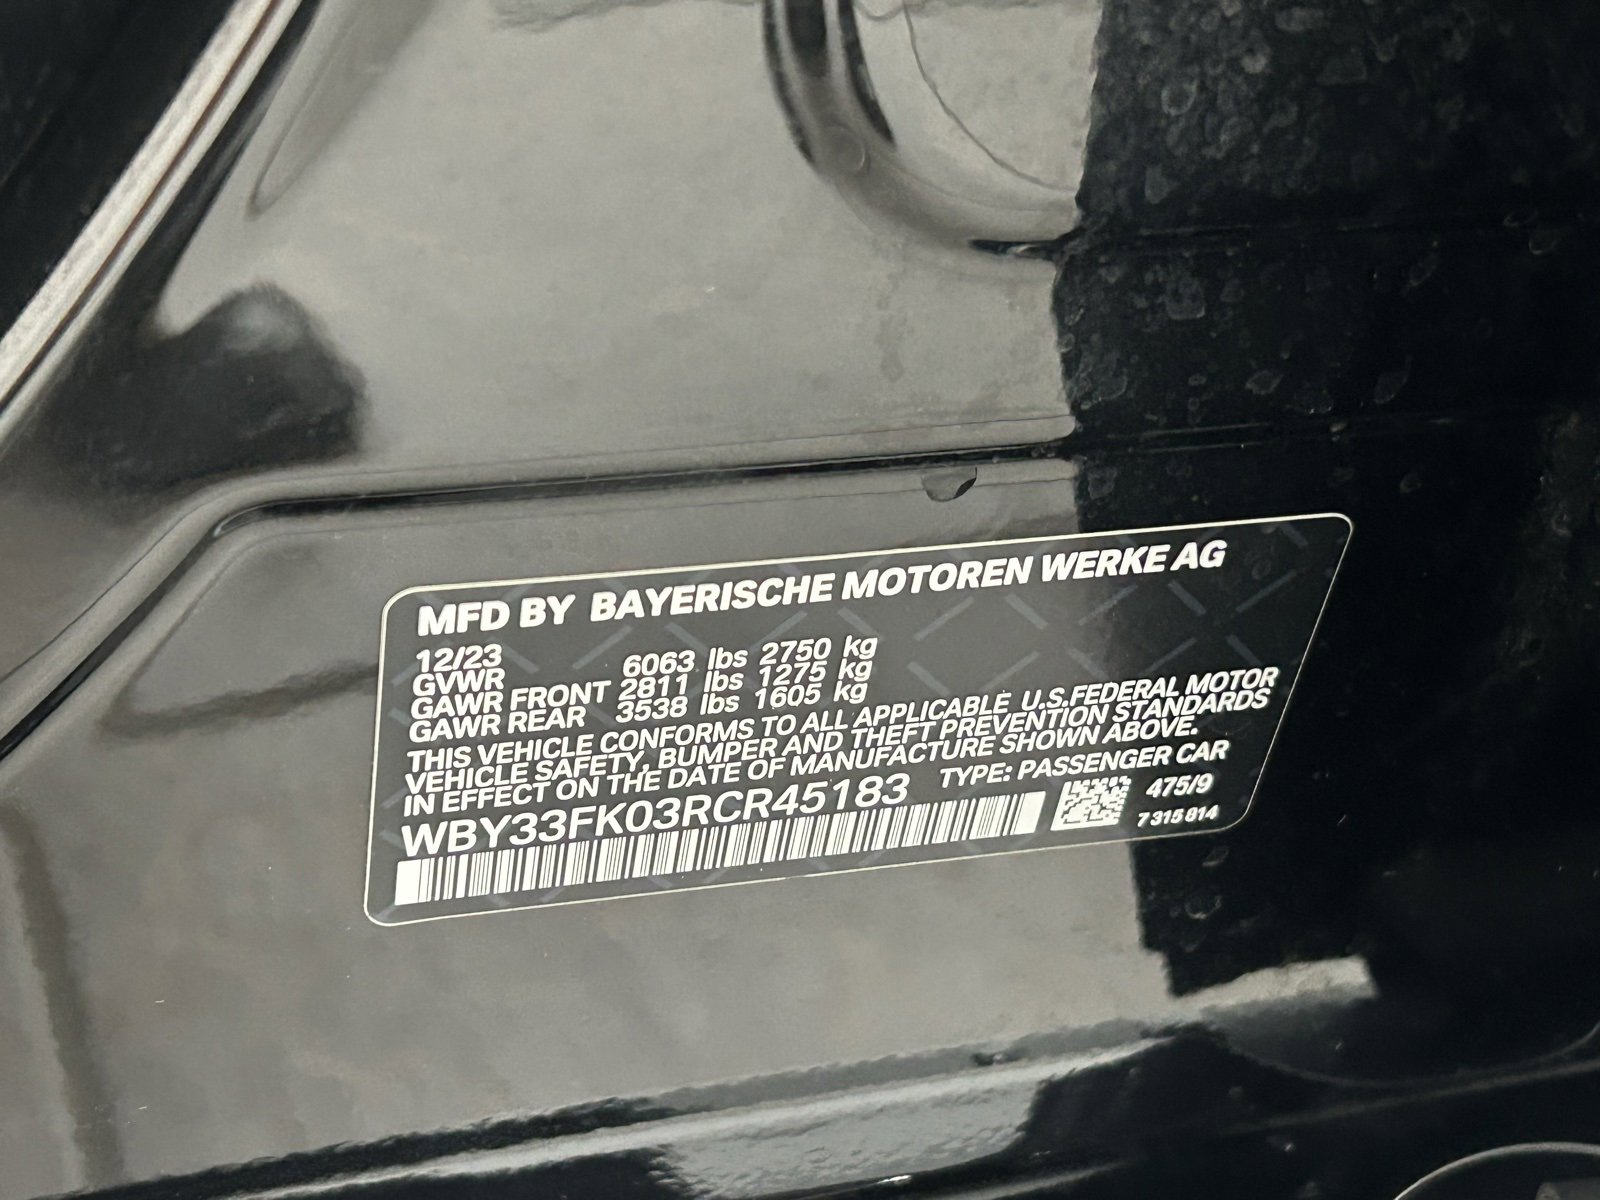 MFD BY BAYERISCHE MOTOREN WERKE AG
12/23
GVWR 6063 lbs 2750 kg
GAWR FRONT 2811 lbs 1275 kg
GAWR REAR 3538 lbs 1605 kg
THIS VEHICLE CONFORMS TO ALL APPLICABLE U.S.FEDERAL MOTOR
VEHICLE SAFETY, BUMPER AND THEFT PREVENTION STANDARDS
IN EFFECT ON THE DATE OF MANUFACTURE SHOWN ABOVE.
WBY33FK03RCR45183 TYPE: PASSENGER CAR
475/9
7 315 814